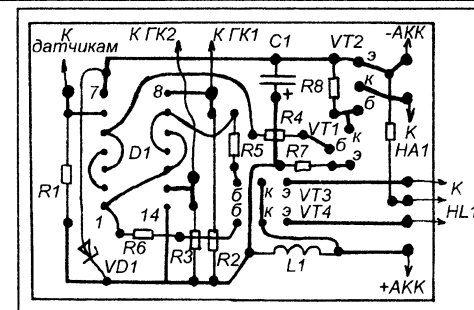 К датчикам
К ГК2
К ГК1
C1
VT2
э
-АКК
7
8
к
R8
б
+
R4
VT1
к
К
НА1
D1
R5
б
R7
э
R1
б
к
э
VT3
К
1
14
б
к
э
VT4
HL1
R6
R3
R2
L1
VD1
+АКК